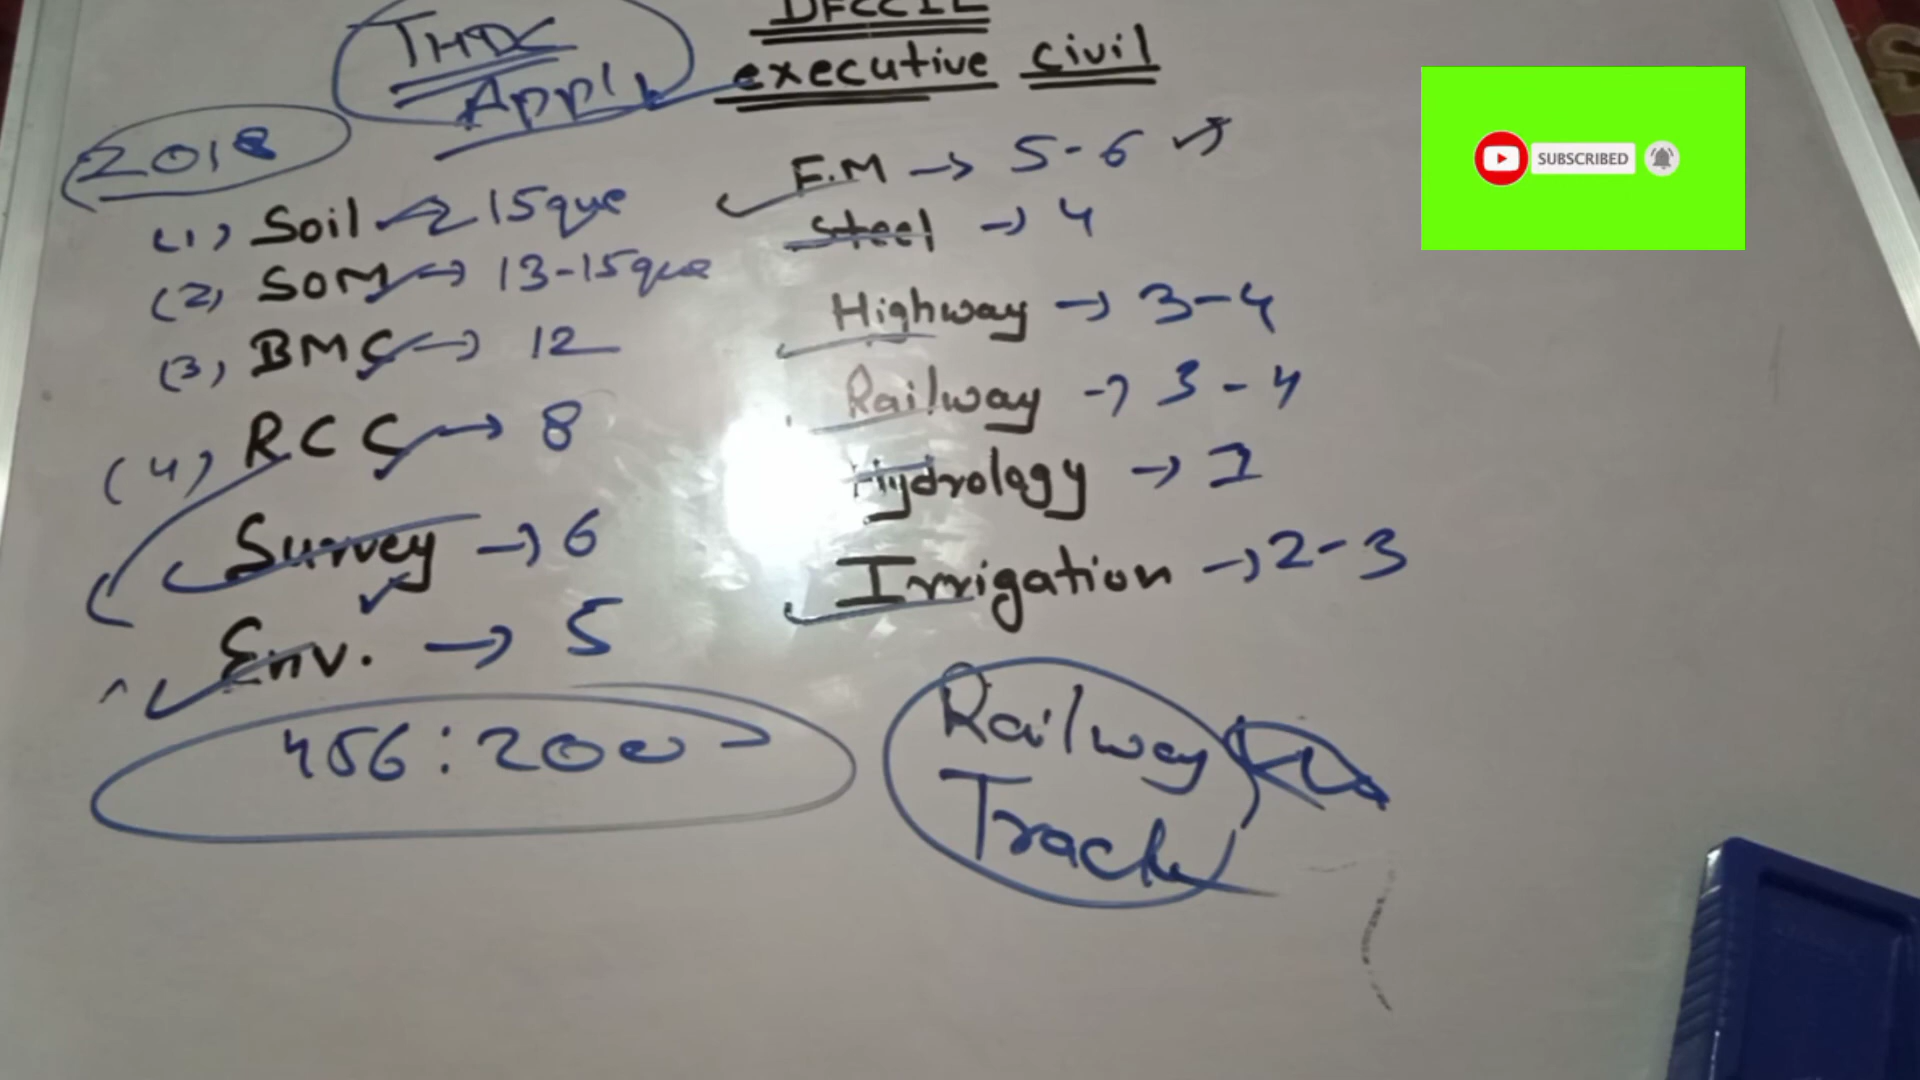 THDC
Appl
DFCCIL
executive civil
2018
(1) Soil → 15que
(2) SOM → 13-15que
(3) BMC → 12
(4) RCC → 8
Survey → 6
Env. → 5
456:200
F.M → 5-6
Steel → 4
Highway → 3-4
Railway → 3-4
Hydrology → 1
Irrigation → 2-3
Railway
Track
SUBSCRIBED